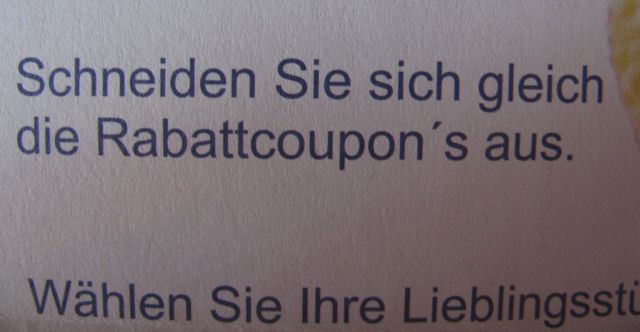 Schneiden Sie sich gleich
die Rabattcoupon´s aus.
Wählen Sie Ihre